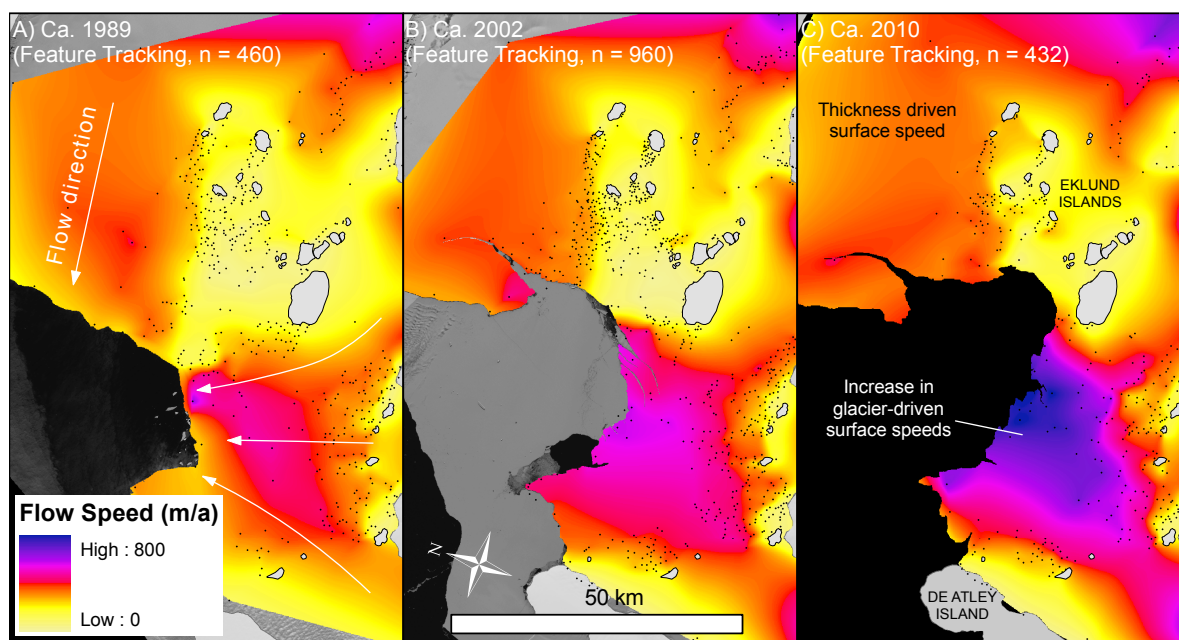 A) Ca. 1989
(Feature Tracking, n = 460)
Flow direction
Flow Speed (m/a)
High : 800
Low : 0
B) Ca. 2002
(Feature Tracking, n = 960)
N
50 km
C) Ca. 2010
(Feature Tracking, n = 432)
Thickness driven
surface speed
EKLUND
ISLANDS
Increase in
glacier-driven
surface speeds
DE ATLEY
ISLAND